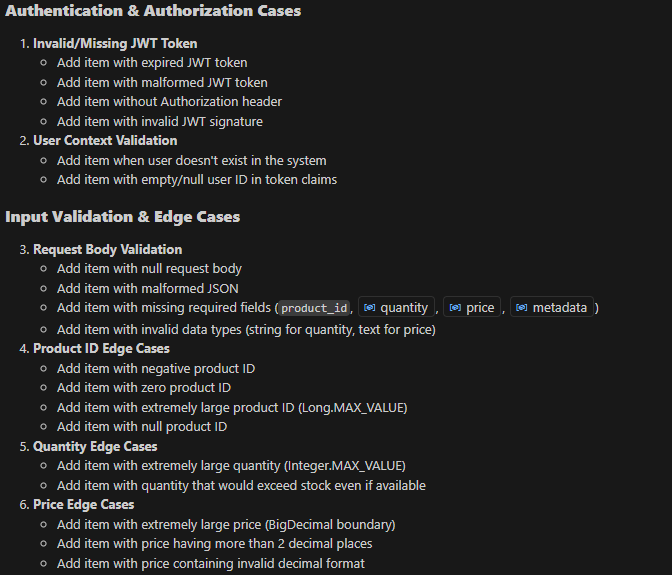 Authentication & Authorization Cases
1. Invalid/Missing JWT Token
○ Add item with expired JWT token
○ Add item with malformed JWT token
○ Add item without Authorization header
○ Add item with invalid JWT signature
2. User Context Validation
○ Add item when user doesn't exist in the system
○ Add item with empty/null user ID in token claims
Input Validation & Edge Cases
3. Request Body Validation
○ Add item with null request body
○ Add item with malformed JSON
○ Add item with missing required fields (product_id, quantity, price, metadata)
○ Add item with invalid data types (string for quantity, text for price)
4. Product ID Edge Cases
○ Add item with negative product ID
○ Add item with zero product ID
○ Add item with extremely large product ID (Long.MAX_VALUE)
○ Add item with null product ID
5. Quantity Edge Cases
○ Add item with extremely large quantity (Integer.MAX_VALUE)
○ Add item with quantity that would exceed stock even if available
6. Price Edge Cases
○ Add item with extremely large price (BigDecimal boundary)
○ Add item with price having more than 2 decimal places
○ Add item with price containing invalid decimal format